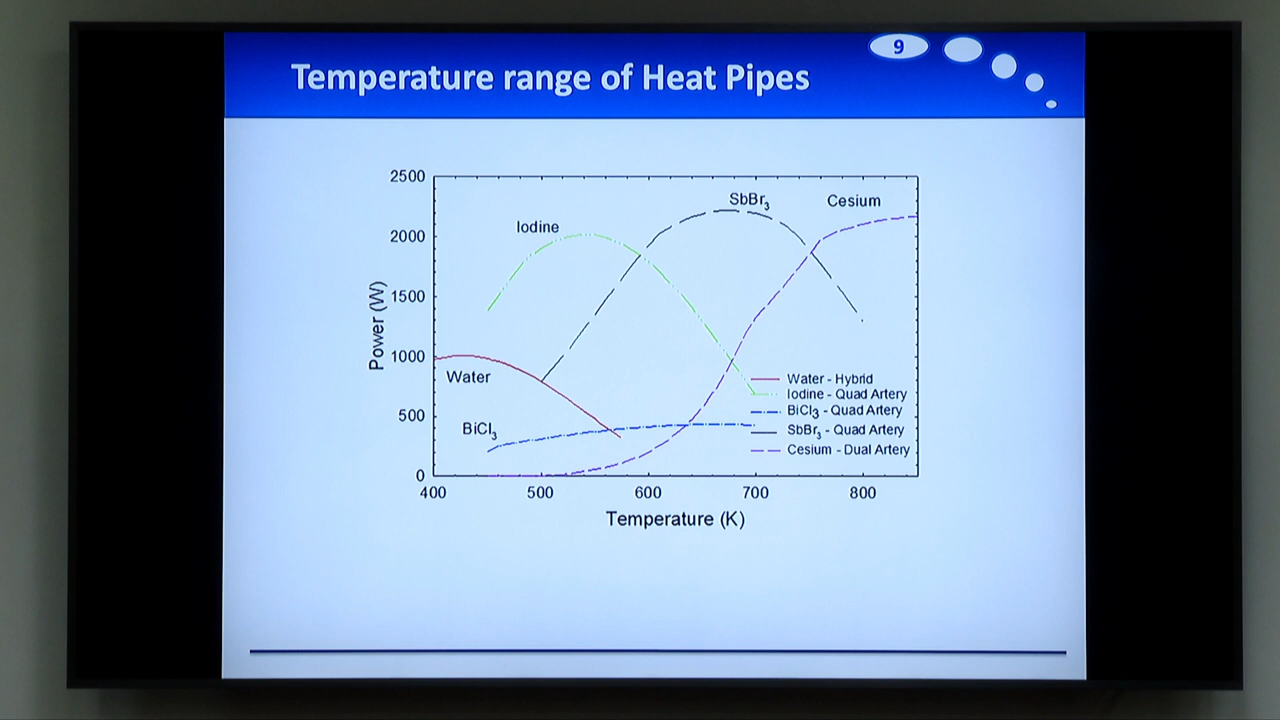 9
Temperature range of Heat Pipes
2500
2000
1500
1000
500
0
Power (W)
Iodine
SbBr3
Cesium
Water
BiCl3
Water - Hybrid
Iodine - Quad Artery
BiCl3 - Quad Artery
SbBr3 - Quad Artery
Cesium - Dual Artery
400 500 600 700 800
Temperature (K)